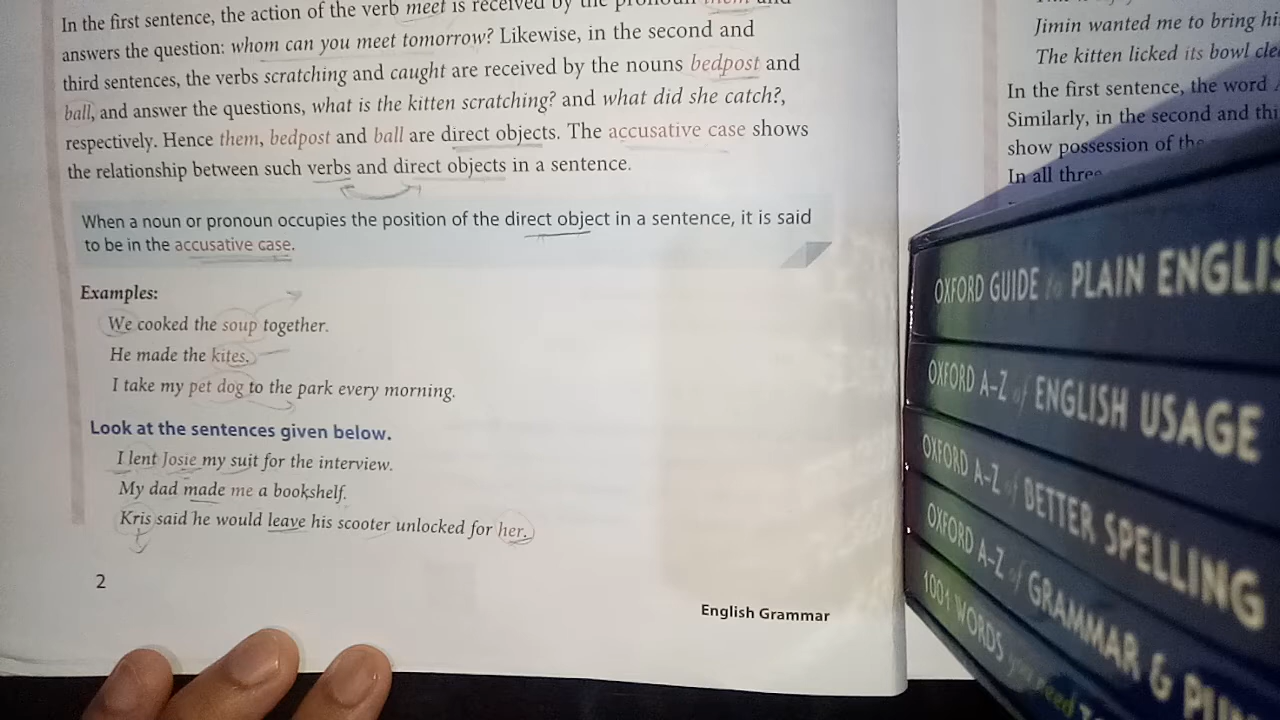 In the first sentence, the action of the verb meet is received by the pronoun them and
answers the question: whom can you meet tomorrow? Likewise, in the second and
third sentences, the verbs scratching and caught are received by the nouns bedpost and
ball, and answer the questions, what is the kitten scratching? and what did she catch?,
respectively. Hence them, bedpost and ball are direct objects. The accusative case shows
the relationship between such verbs and direct objects in a sentence.
When a noun or pronoun occupies the position of the direct object in a sentence, it is said
to be in the accusative case.
Examples:
We cooked the soup together.
He made the kites.
I take my pet dog to the park every morning.
Look at the sentences given below.
I lent Josie my suit for the interview.
My dad made me a bookshelf.
Kris said he would leave his scooter unlocked for her.
2
English Grammar
Jimin wanted me to bring
The kitten licked its bowl
In the first sentence, the word
Similarly, in the second and
show possession of the
In all three
OXFORD GUIDE to PLAIN
OXFORD A-Z of ENGLISH USAGE
OXFORD A-Z of BETTER SPELLING
OXFORD A-Z of GRAMMAR &
1001 WORDS you need